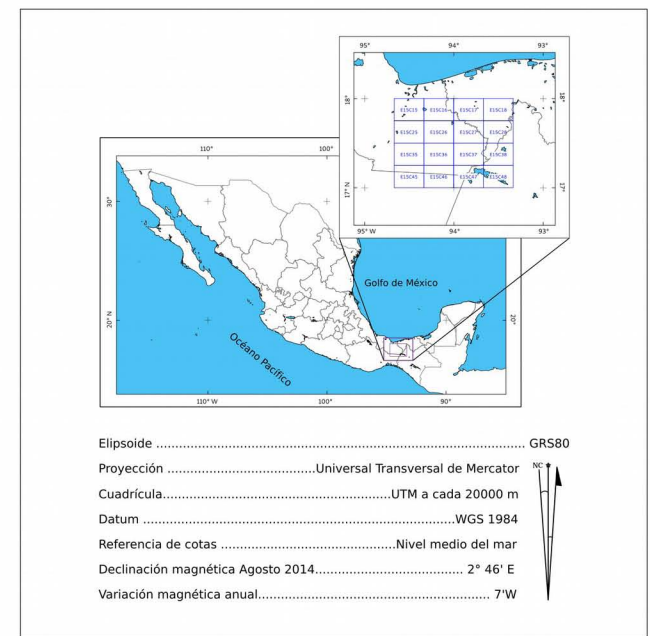 95° 94° 93°
18° 18°
E15C15 E15C16 E15C17 E15C18
E15C25 E15C26 E15C27 E15C28
E15C35 E15C36 E15C37 E15C38
E15C45 E15C46 E15C47 E15C48
17° N 17°
95° W 94° 93°
110° 100°
30°
Golfo de México
20° N 20°
Océano Pacífico
110° W 100° 90°
Elipsoide ........................................................................................................ GRS80
Proyección ..........................................Universal Transversal de Mercator
Cuadrícula................................................................UTM a cada 20000 m
Datum ........................................................................................WGS 1984
Referencia de cotas .................................................Nivel medio del mar
Declinación magnética Agosto 2014......................................... 2° 46' E
Variación magnética anual................................................................. 7'W
NC